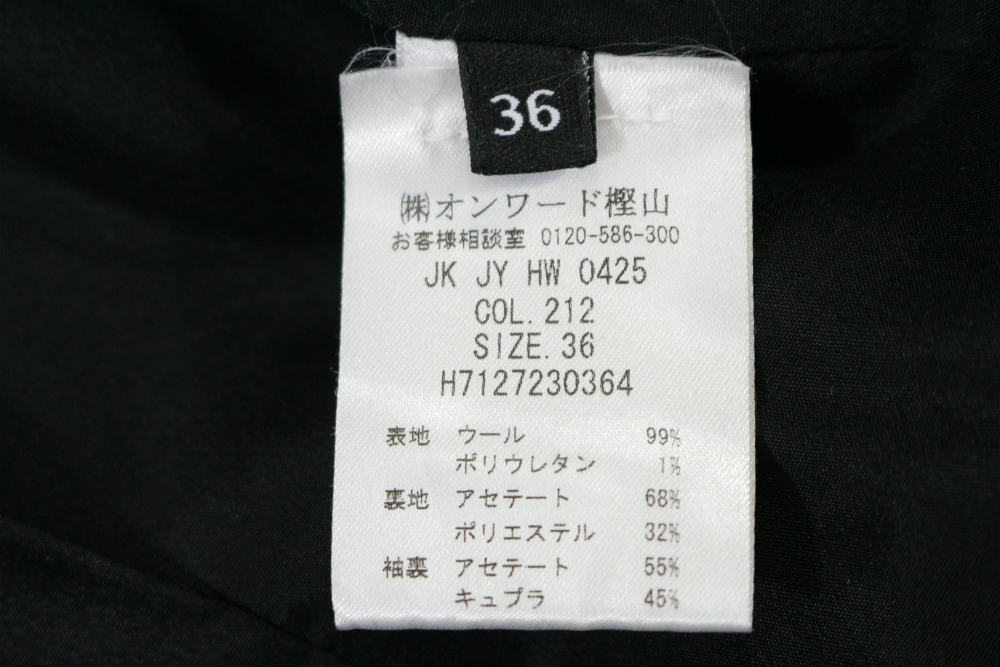 36
㈱オンワード樫山
お客様相談室 0120-586-300
JK JY HW 0425
COL.212
SIZE.36
H7127230364
表地 ウール 99%
ポリウレタン 1%
裏地 アセテート 68%
ポリエステル 32%
袖裏 アセテート 55%
キュプラ 45%